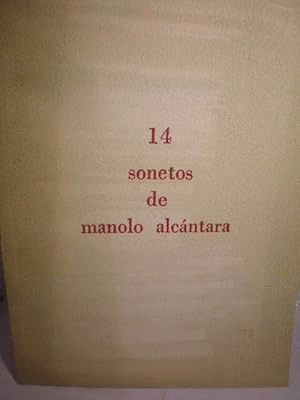 14
sonetos
de
manolo alcántara